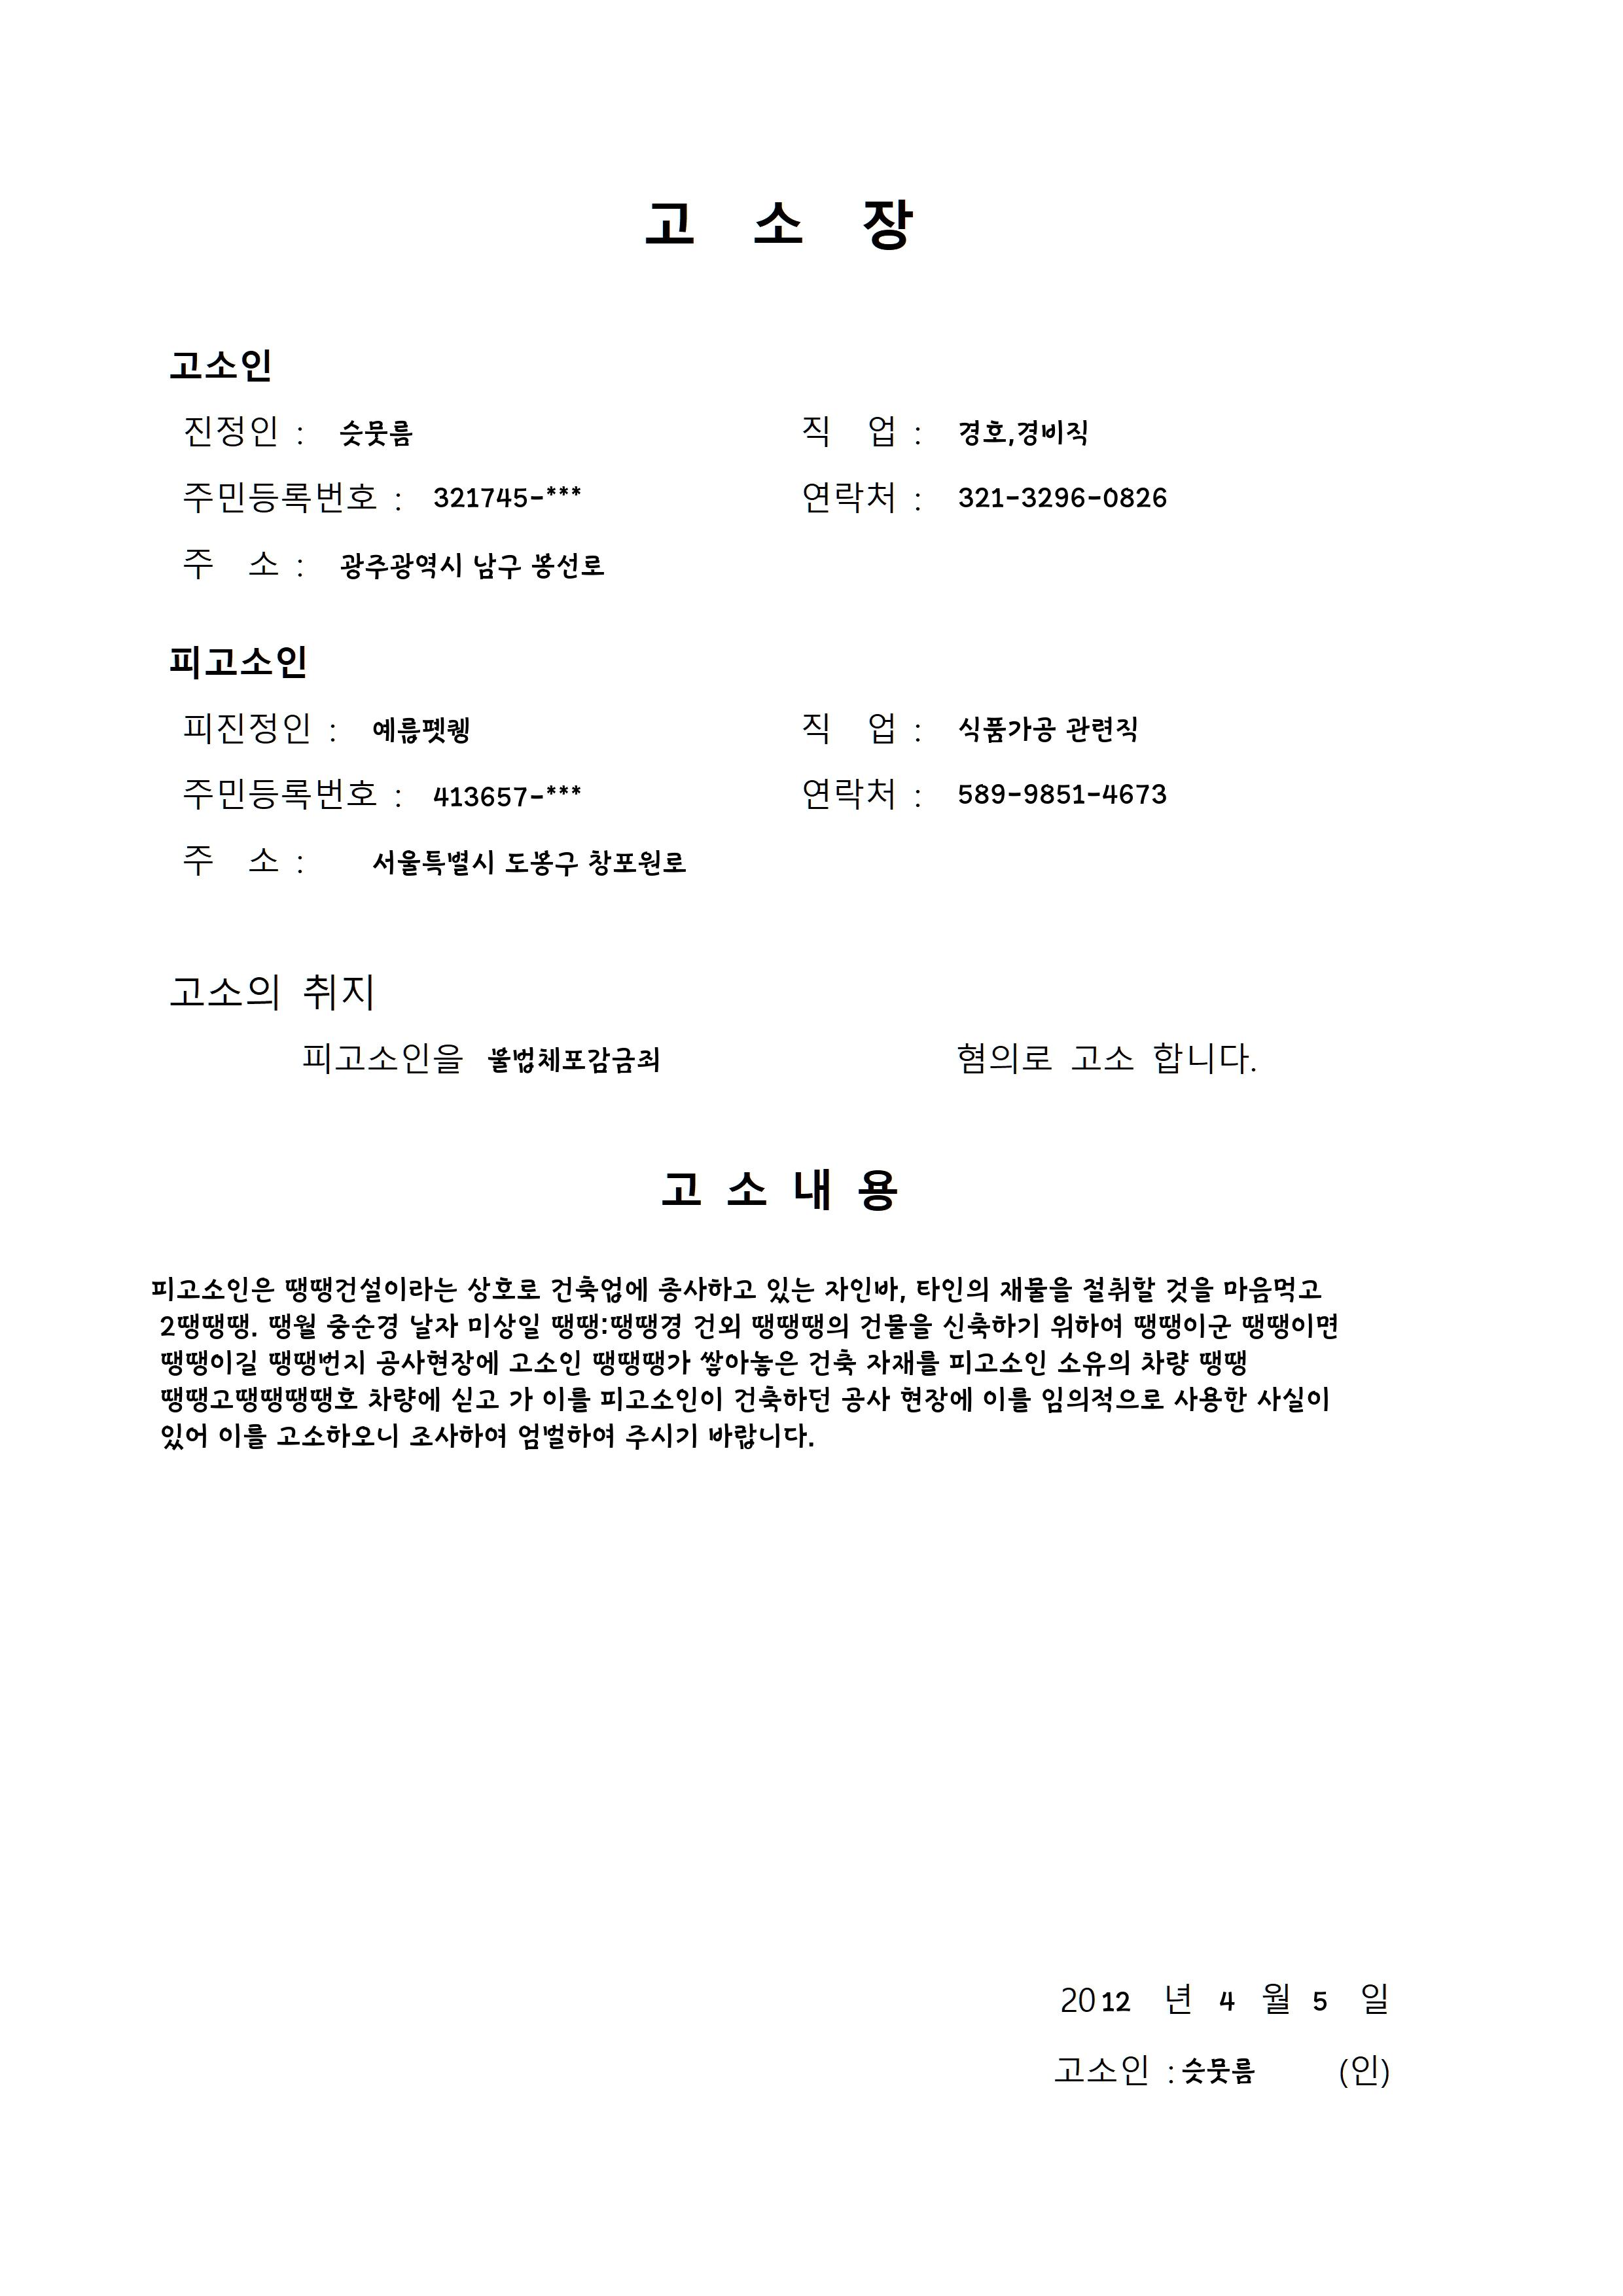 고 소 장
고소인
진정인 : 슷뭇름 직 업 : 경호,경비직
주민등록번호 : 321745-*** 연락처 : 321-3296-0826
주 소 : 광주광역시 남구 봉선로
피고소인
피진정인 : 예름펫퀭 직 업 : 식품가공 관련직
주민등록번호 : 413657-*** 연락처 : 589-9851-4673
주 소 : 서울특별시 도봉구 창포원로
고소의 취지
피고소인을 불법체포감금죄 혐의로 고소 합니다.
고 소 내 용
피고소인은 땡땡건설이라는 상호로 건축업에 종사하고 있는 자인바, 타인의 재물을 절취할 것을 마음먹고
2땡땡땡. 땡월 중순경 날자 미상일 땡땡:땡땡경 건외 땡땡땡의 건물을 신축하기 위하여 땡땡이군 땡땡이면
땡땡이길 땡땡번지 공사현장에 고소인 땡땡땡가 쌓아놓은 건축 자재를 피고소인 소유의 차량 땡땡
땡땡고땡땡땡땡호 차량에 싣고 가 이를 피고소인이 건축하던 공사 현장에 이를 임의적으로 사용한 사실이
있어 이를 고소하오니 조사하여 엄벌하여 주시기 바랍니다.
2012 년 4 월 5 일
고소인 : 슷뭇름 (인)